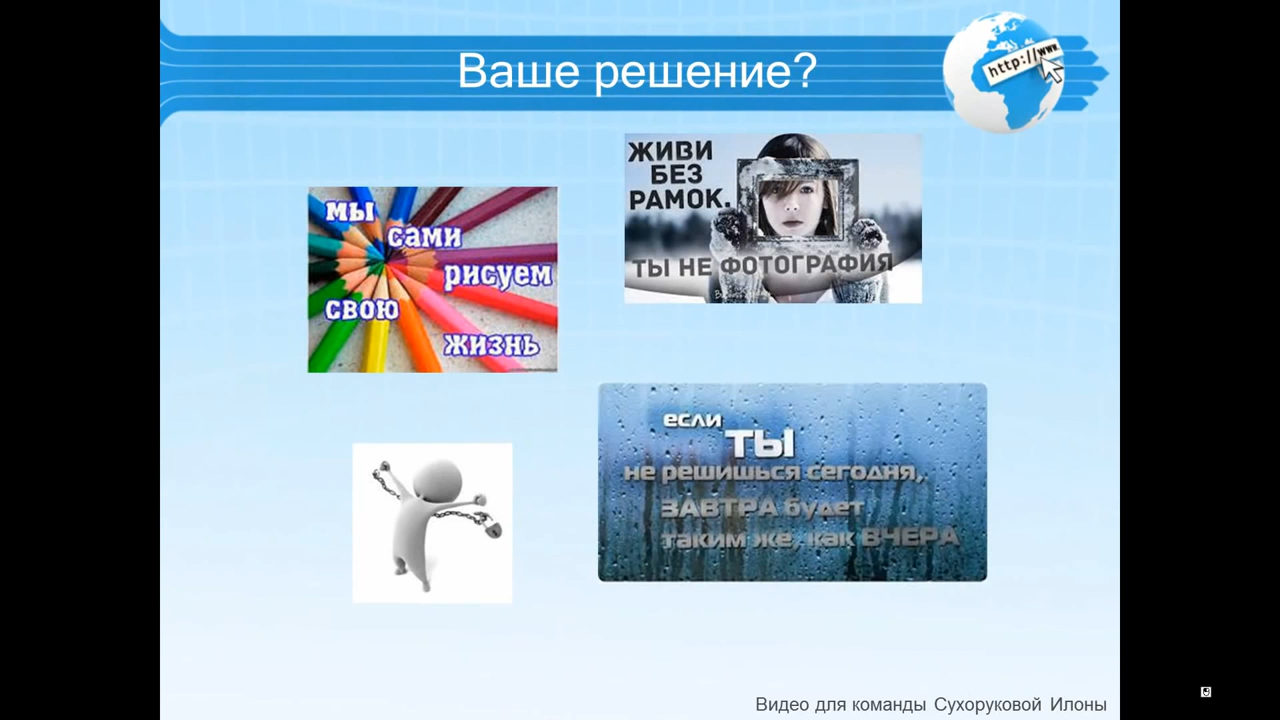 Ваше решение?
http://www.
ЖИВИ
БЕЗ
РАМОК.
ТЫ НЕ ФОТОГРАФИЯ
мы
сами
рисуем
свою
жизнь
если
ТЫ
не решишься сегодня,
ЗАВТРА будет
таким же, как ВЧЕРА
Видео для команды Сухоруковой Илоны